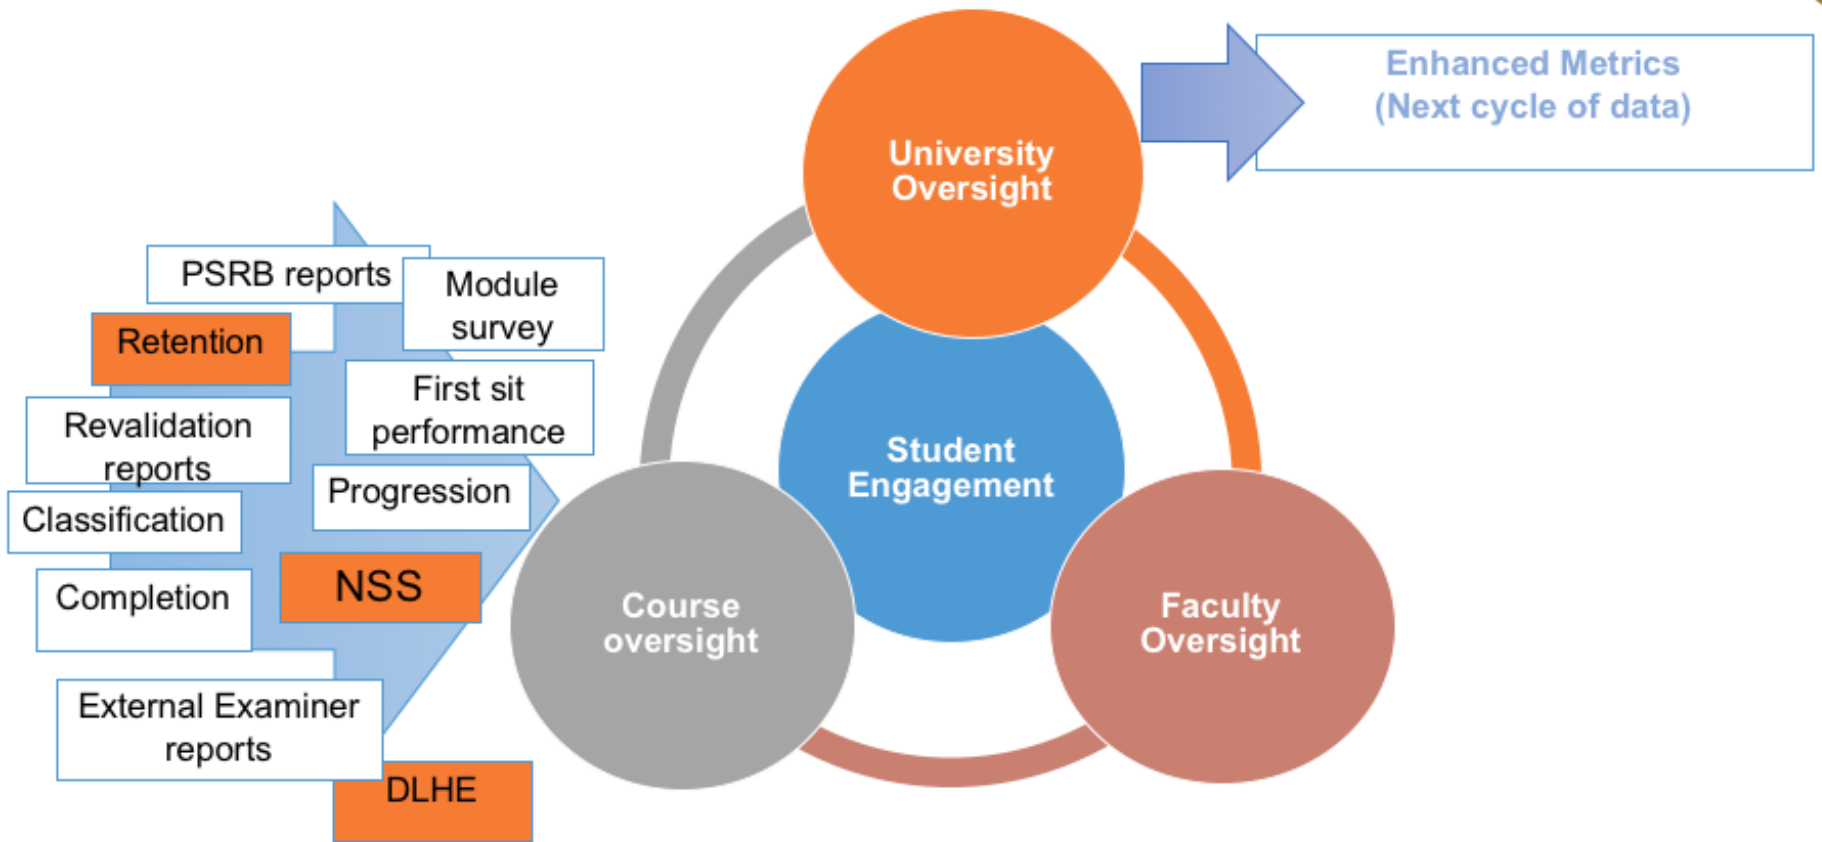 Enhanced Metrics
(Next cycle of data)
University
Oversight
PSRB reports
Module
survey
Retention
First sit
performance
Revalidation
reports
Progression
Classification
NSS
Completion
External Examiner
reports
DLHE
Student
Engagement
Course
oversight
Faculty
Oversight